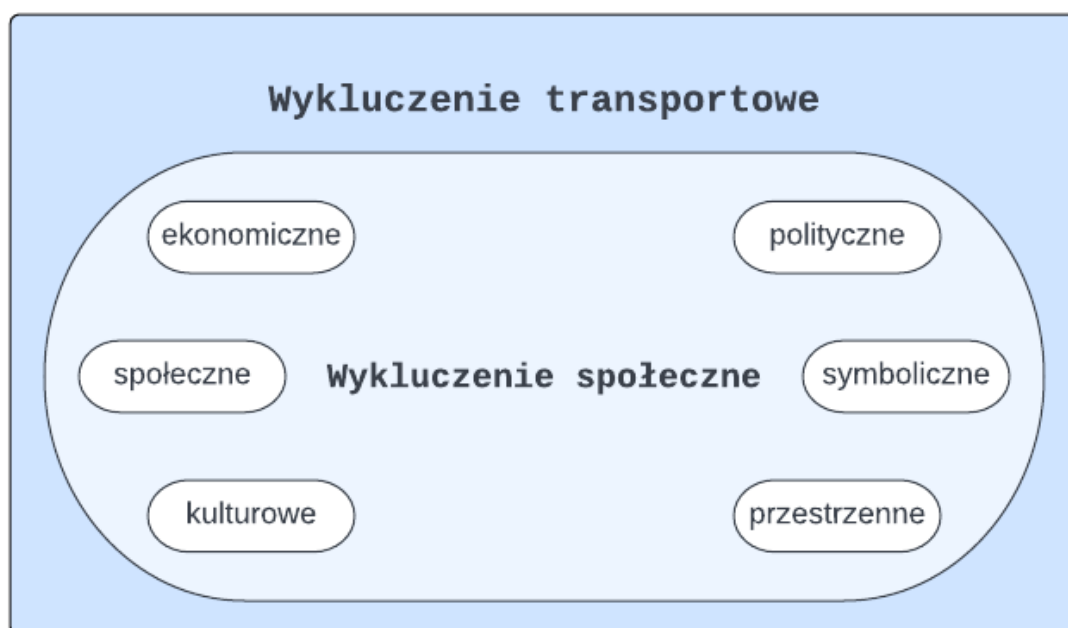 Wykluczenie transportowe
ekonomiczne
polityczne
społeczne
Wykluczenie społeczne
symboliczne
kulturowe
przestrzenne